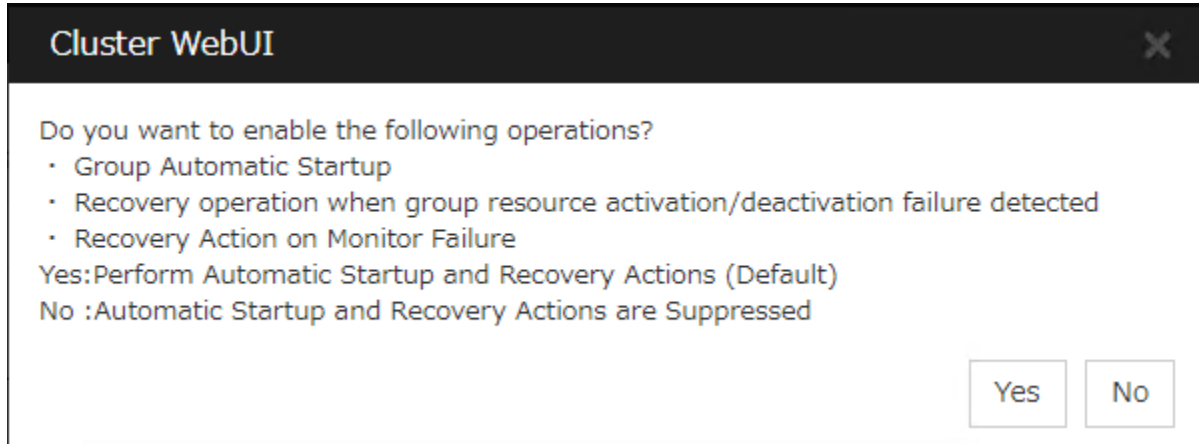 Cluster WebUI
Do you want to enable the following operations?
・ Group Automatic Startup
・ Recovery operation when group resource activation/deactivation failure detected
・ Recovery Action on Monitor Failure
Yes:Perform Automatic Startup and Recovery Actions (Default)
No :Automatic Startup and Recovery Actions are Suppressed
Yes No